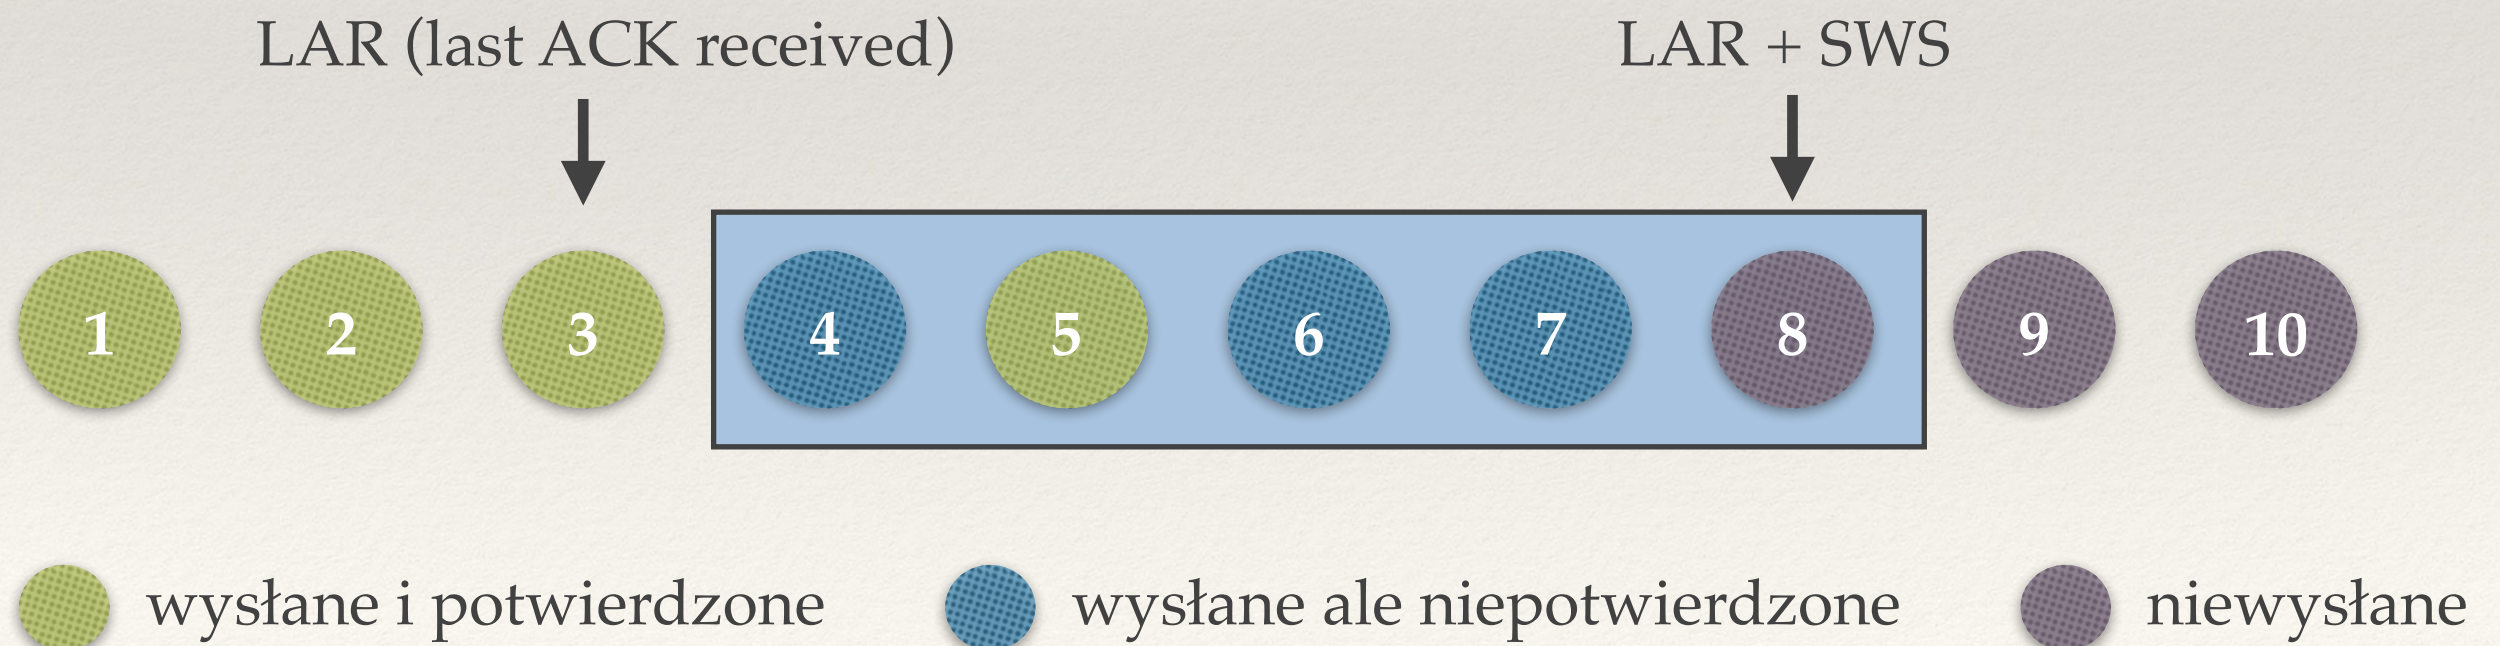 LAR (last ACK received) LAR + SWS
1 2 3 4 5 6 7 8 9 10
wysłane i potwierdzone wysłane ale niepotwierdzone niewysłane